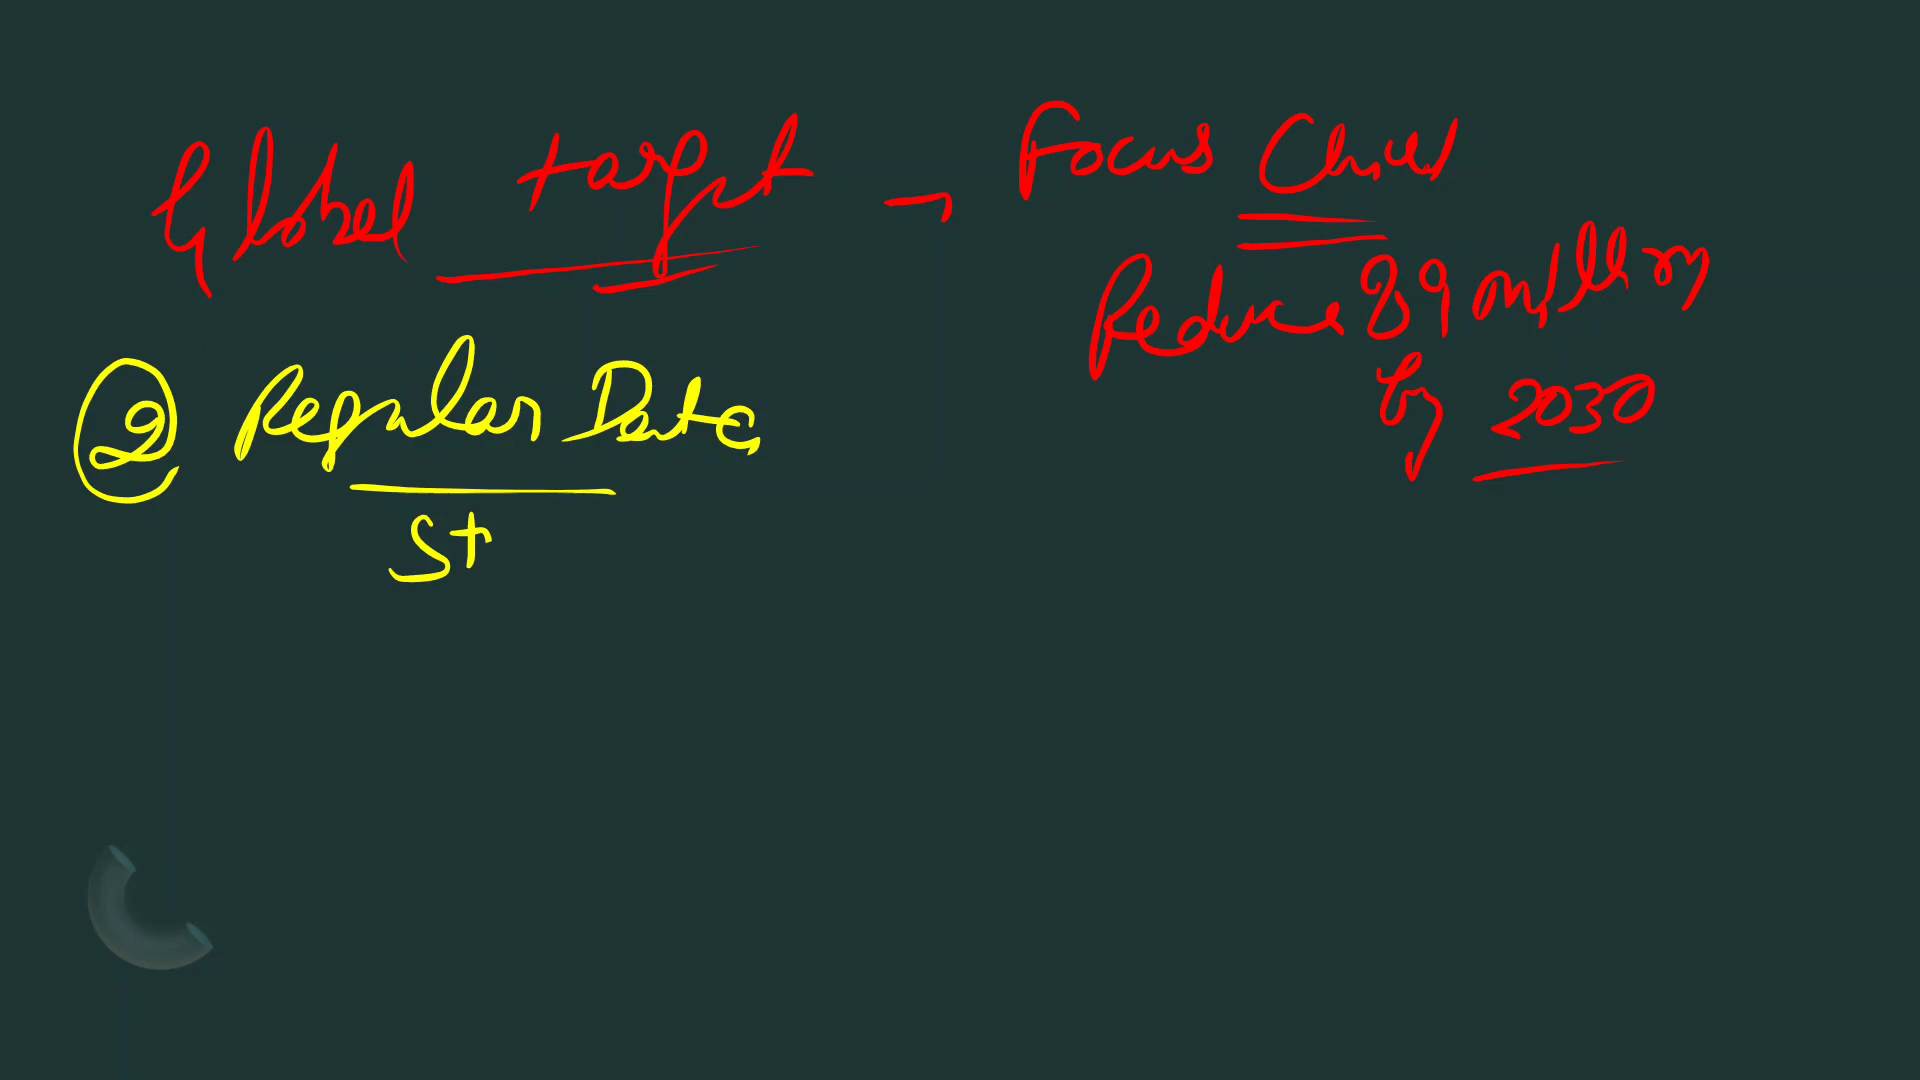 Global target → Focus Child
Reduce 89 million
by 2030
② Regular Data
St